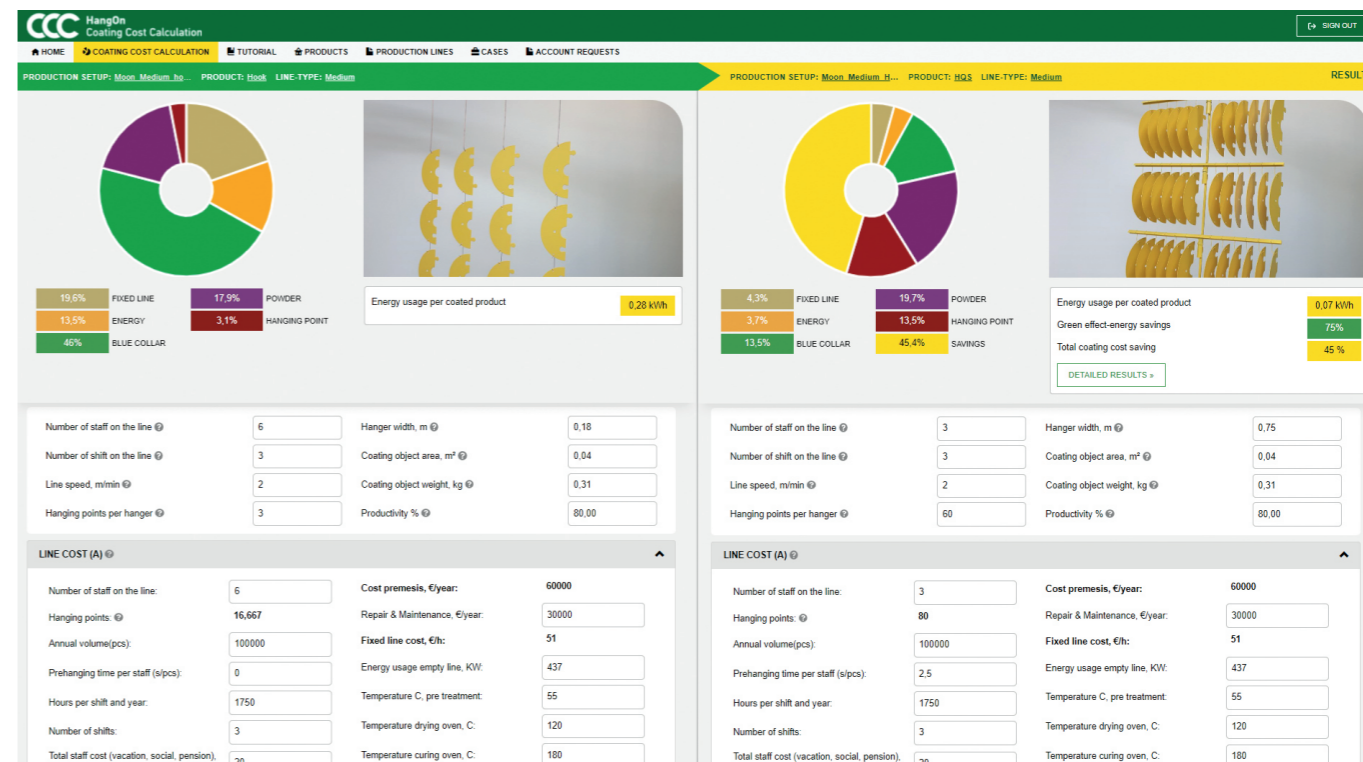 HangOn
Coating Cost Calculation
SIGN OUT
HOME COATING COST CALCULATION TUTORIAL PRODUCTS PRODUCTION LINES CASES ACCOUNT REQUESTS
PRODUCTION SETUP: Moon_Medium_ho... PRODUCT: Hook LINE-TYPE: Medium
19,6% FIXED LINE 17,9% POWDER
13,5% ENERGY 3,1% HANGING POINT
46% BLUE COLLAR
Energy usage per coated product 0,28 kWh
Number of staff on the line 6 Hanger width, m 0,18
Number of shift on the line 3 Coating object area, m² 0,04
Line speed, m/min 2 Coating object weight, kg 0,31
Hanging points per hanger 3 Productivity % 80,00
LINE COST (A)
Number of staff on the line: 6 Cost premesis, €/year: 60000
Hanging points: 16,667 Repair & Maintenance, €/year: 30000
Annual volume(pcs): 100000 Fixed line cost, €/h: 51
Prehanging time per staff (s/pcs): 0 Energy usage empty line, KW: 437
Hours per shift and year: 1750 Temperature C, pre treatment: 55
Number of shifts: 3 Temperature drying oven, C: 120
Total staff cost (vacation, social, pension), Temperature curing oven, C: 180
PRODUCTION SETUP: Moon_Medium_H... PRODUCT: HQS LINE-TYPE: Medium RESULT
4,3% FIXED LINE 19,7% POWDER
3,7% ENERGY 13,5% HANGING POINT
13,5% BLUE COLLAR 45,4% SAVINGS
Energy usage per coated product 0,07 kWh
Green effect-energy savings 75%
Total coating cost saving 45 %
DETAILED RESULTS »
Number of staff on the line 3 Hanger width, m 0,75
Number of shift on the line 3 Coating object area, m² 0,04
Line speed, m/min 2 Coating object weight, kg 0,31
Hanging points per hanger 60 Productivity % 80,00
LINE COST (A)
Number of staff on the line: 3 Cost premesis, €/year: 60000
Hanging points: 80 Repair & Maintenance, €/year: 30000
Annual volume(pcs): 100000 Fixed line cost, €/h: 51
Prehanging time per staff (s/pcs): 2,5 Energy usage empty line, KW: 437
Hours per shift and year: 1750 Temperature C, pre treatment: 55
Number of shifts: 3 Temperature drying oven, C: 120
Total staff cost (vacation, social, pension), Temperature curing oven, C: 180